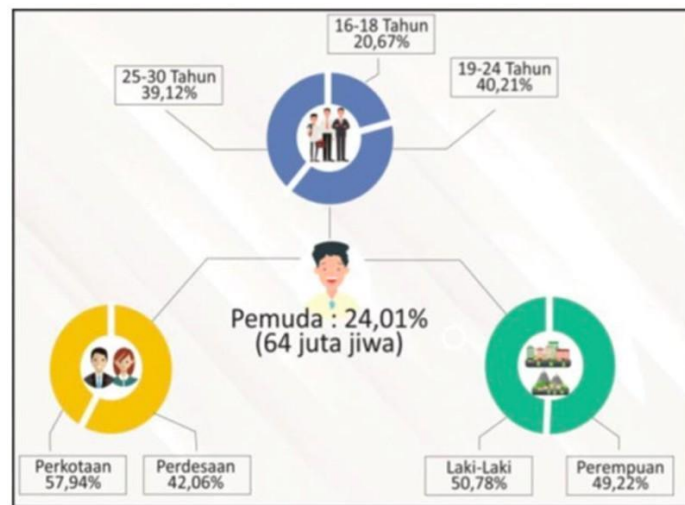 16-18 Tahun
20,67%
25-30 Tahun
39,12%
19-24 Tahun
40,21%
Pemuda : 24,01%
(64 juta jiwa)
Perkotaan
57,94%
Perdesaan
42,06%
Laki-Laki
50,78%
Perempuan
49,22%